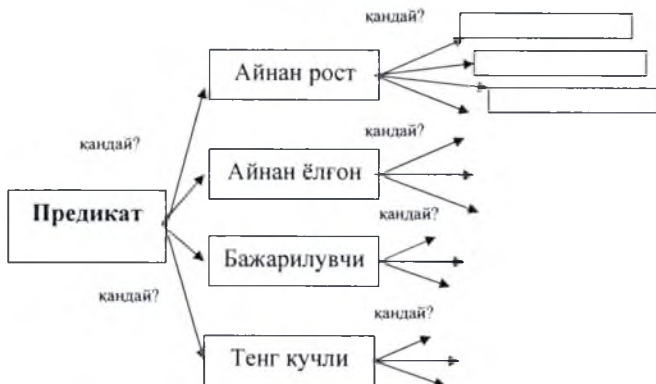 қандай?
Айнан рост
қандай?
қандай?
Айнан ёлғон
Предикат
қандай?
Бажарилувчи
қандай?
қандай?
Тенг кучли